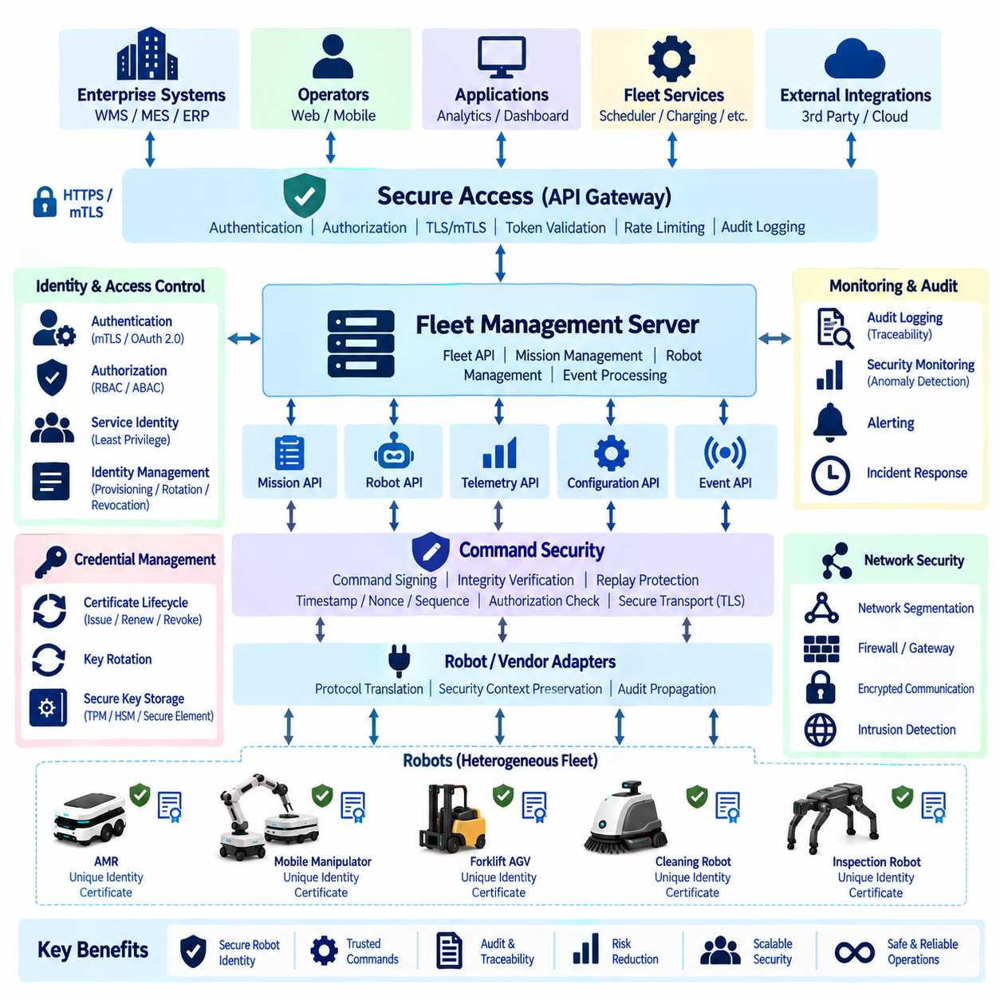 Enterprise Systems
WMS / MES / ERP
Operators
Web / Mobile
Applications
Analytics / Dashboard
Fleet Services
Scheduler / Charging / etc.
External Integrations
3rd Party / Cloud
HTTPS /
mTLS
Secure Access (API Gateway)
Authentication | Authorization | TLS/mTLS | Token Validation | Rate Limiting | Audit Logging
Identity & Access Control
Authentication
(mTLS / OAuth 2.0)
Authorization
(RBAC / ABAC)
Service Identity
(Least Privilege)
Identity Management
(Provisioning / Rotation /
Revocation)
Fleet Management Server
Fleet API | Mission Management | Robot
Management | Event Processing
Monitoring & Audit
Audit Logging
(Traceability)
Security Monitoring
(Anomaly Detection)
Alerting
Incident Response
Mission API
Robot API
Telemetry API
Configuration API
Event API
Credential Management
Certificate Lifecycle
(Issue / Renew / Revoke)
Key Rotation
Secure Key Storage
(TPM / HSM / Secure Element)
Command Security
Command Signing | Integrity Verification | Replay Protection
Timestamp / Nonce / Sequence | Authorization Check | Secure Transport (TLS)
Robot / Vendor Adapters
Protocol Translation | Security Context Preservation | Audit Propagation
Network Security
Network Segmentation
Firewall / Gateway
Encrypted Communication
Intrusion Detection
Robots (Heterogeneous Fleet)
AMR
Unique Identity
Certificate
Mobile Manipulator
Unique Identity
Certificate
Forklift AGV
Unique Identity
Certificate
Cleaning Robot
Unique Identity
Certificate
Inspection Robot
Unique Identity
Certificate
Key Benefits
Secure Robot
Identity
Trusted
Commands
Audit &
Traceability
Risk
Reduction
Scalable
Security
Safe & Reliable
Operations